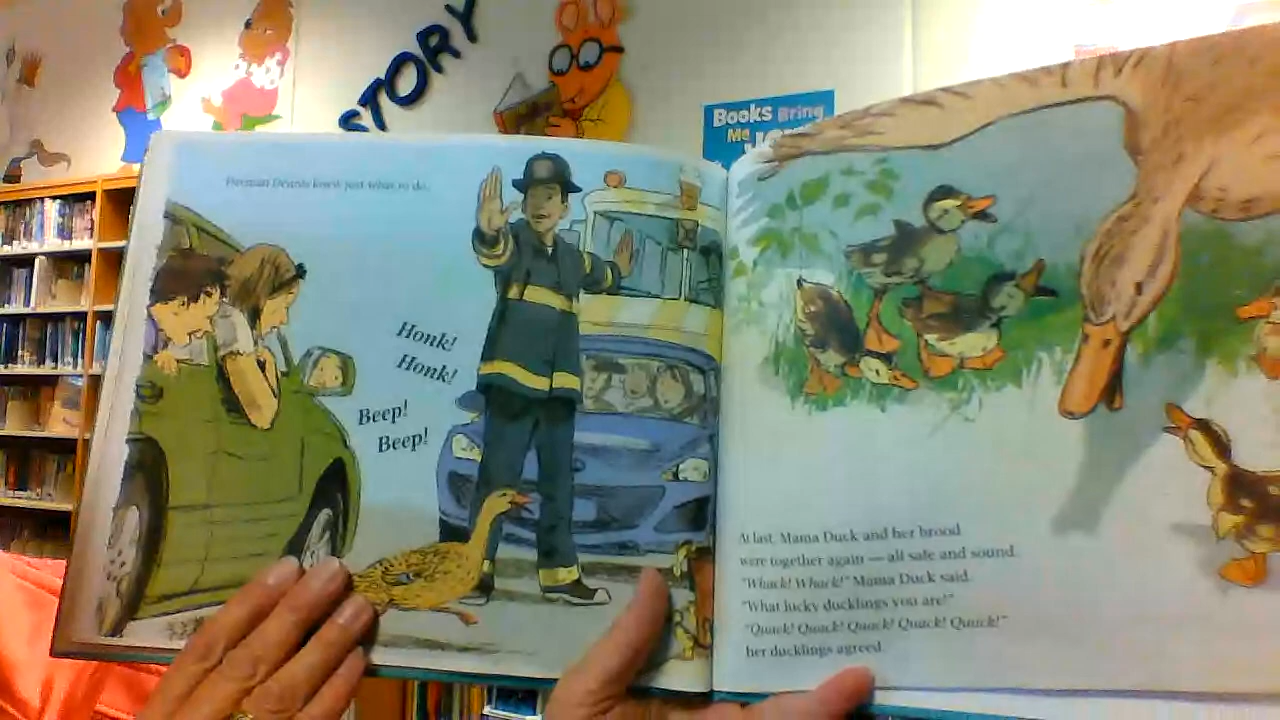 STORY
Books Bring
Me JOY
Fireman Dennis knew just what to do.
Honk!
Honk!
Beep!
Beep!
At last, Mama Duck and her brood
were together again — all safe and sound.
"Whack! Whack!" Mama Duck said.
"What lucky ducklings you are!"
"Quack! Quack! Quack! Quack! Quack!"
her ducklings agreed.